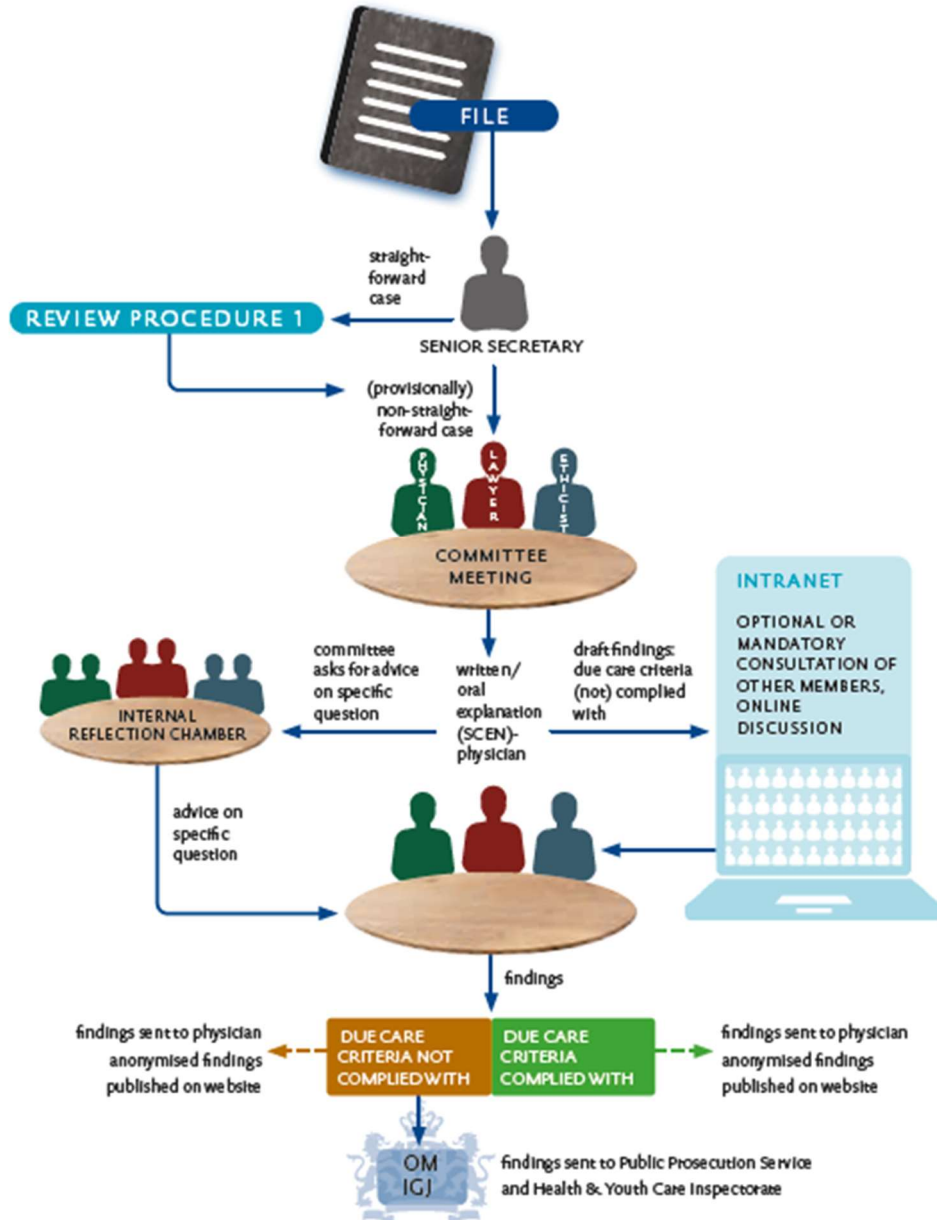 FILE
straight-
forward
case
REVIEW PROCEDURE 1
SENIOR SECRETARY
(provisionally)
non-straight-
forward case
PHYSICIAN
LAWYER
ETHICIST
COMMITTEE
MEETING
INTRANET
OPTIONAL OR
MANDATORY
CONSULTATION OF
OTHER MEMBERS,
ONLINE
DISCUSSION
committee
asks for advice
on specific
question
written/
oral
explanation
(SCEN)-
physician
draft findings:
due care criteria
(not) complied
with
INTERNAL
REFLECTION CHAMBER
advice on
specific
question
findings
findings sent to physician
anonymised findings
published on website
DUE CARE
CRITERIA NOT
COMPLIED WITH
DUE CARE
CRITERIA
COMPLIED WITH
findings sent to physician
anonymised findings
published on website
OM
IGJ
findings sent to Public Prosecution Service
and Health & Youth Care Inspectorate